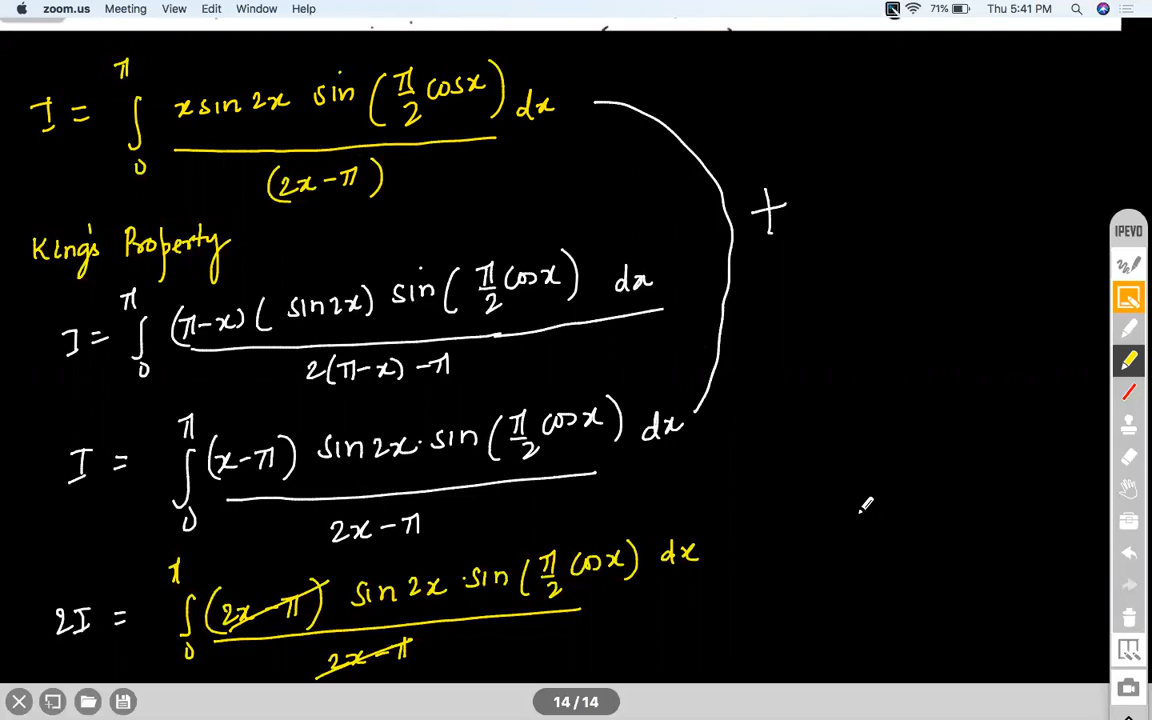 zoom.us Meeting View Edit Window Help 71% Thu 5:41 PM
I = ∫₀^π x sin 2x sin (π/2 cos x) / (2x − π) dx
+
King's Property
IPEVO
I = ∫₀^π (π − x) ( sin 2x) sin ( π/2 cos x) / 2(π − x) − π dx
I = ∫₀^π (x − π) sin 2x · sin ( π/2 cos x) / 2x − π dx
2I = ∫₀^π (2x − π) sin 2x · sin ( π/2 cos x) / 2x − π dx
14 / 14